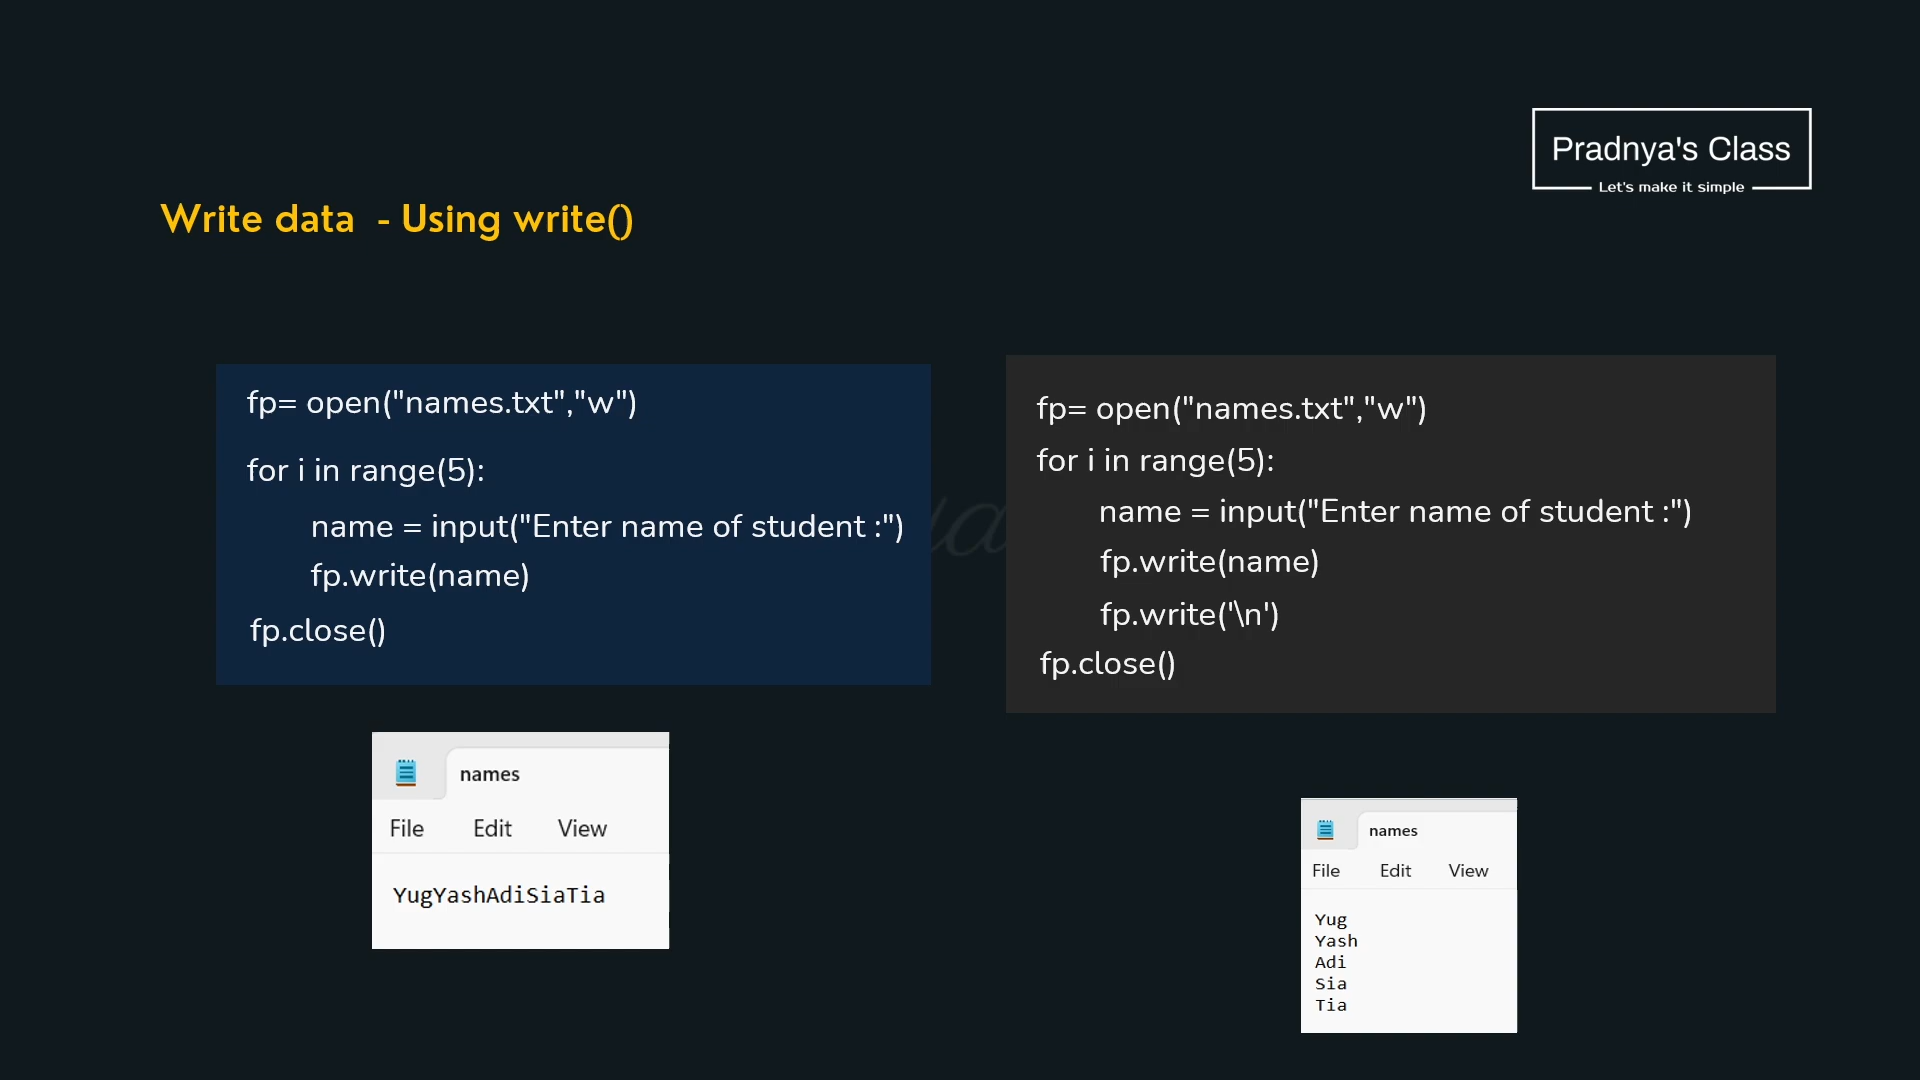 Pradnya's Class
Let's make it simple
Write data - Using write()
fp= open("names.txt","w")
for i in range(5):
name = input("Enter name of student :")
fp.write(name)
fp.close()
fp= open("names.txt","w")
for i in range(5):
name = input("Enter name of student :")
fp.write(name)
fp.write('\n')
fp.close()
names
File Edit View
YugYashAdiSiaTia
names
File Edit View
Yug
Yash
Adi
Sia
Tia